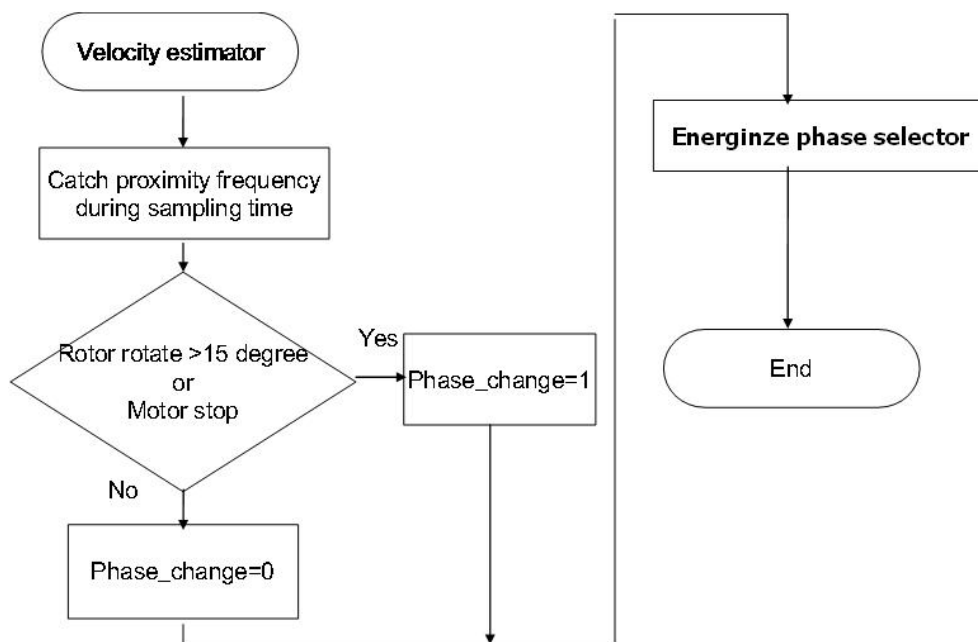 Velocity estimator
Catch proximity frequency
during sampling time
Rotor rotate >15 degree
or
Motor stop
Yes
Phase_change=1
No
Phase_change=0
Energinze phase selector
End